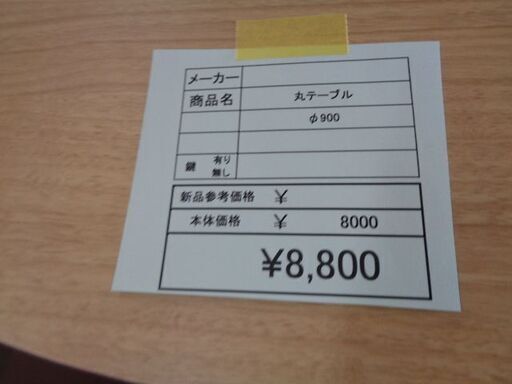 メーカー
商品名 丸テーブル
φ900
鍵 有り
無し
新品参考価格 ¥
本体価格 ¥ 8000
¥8,800